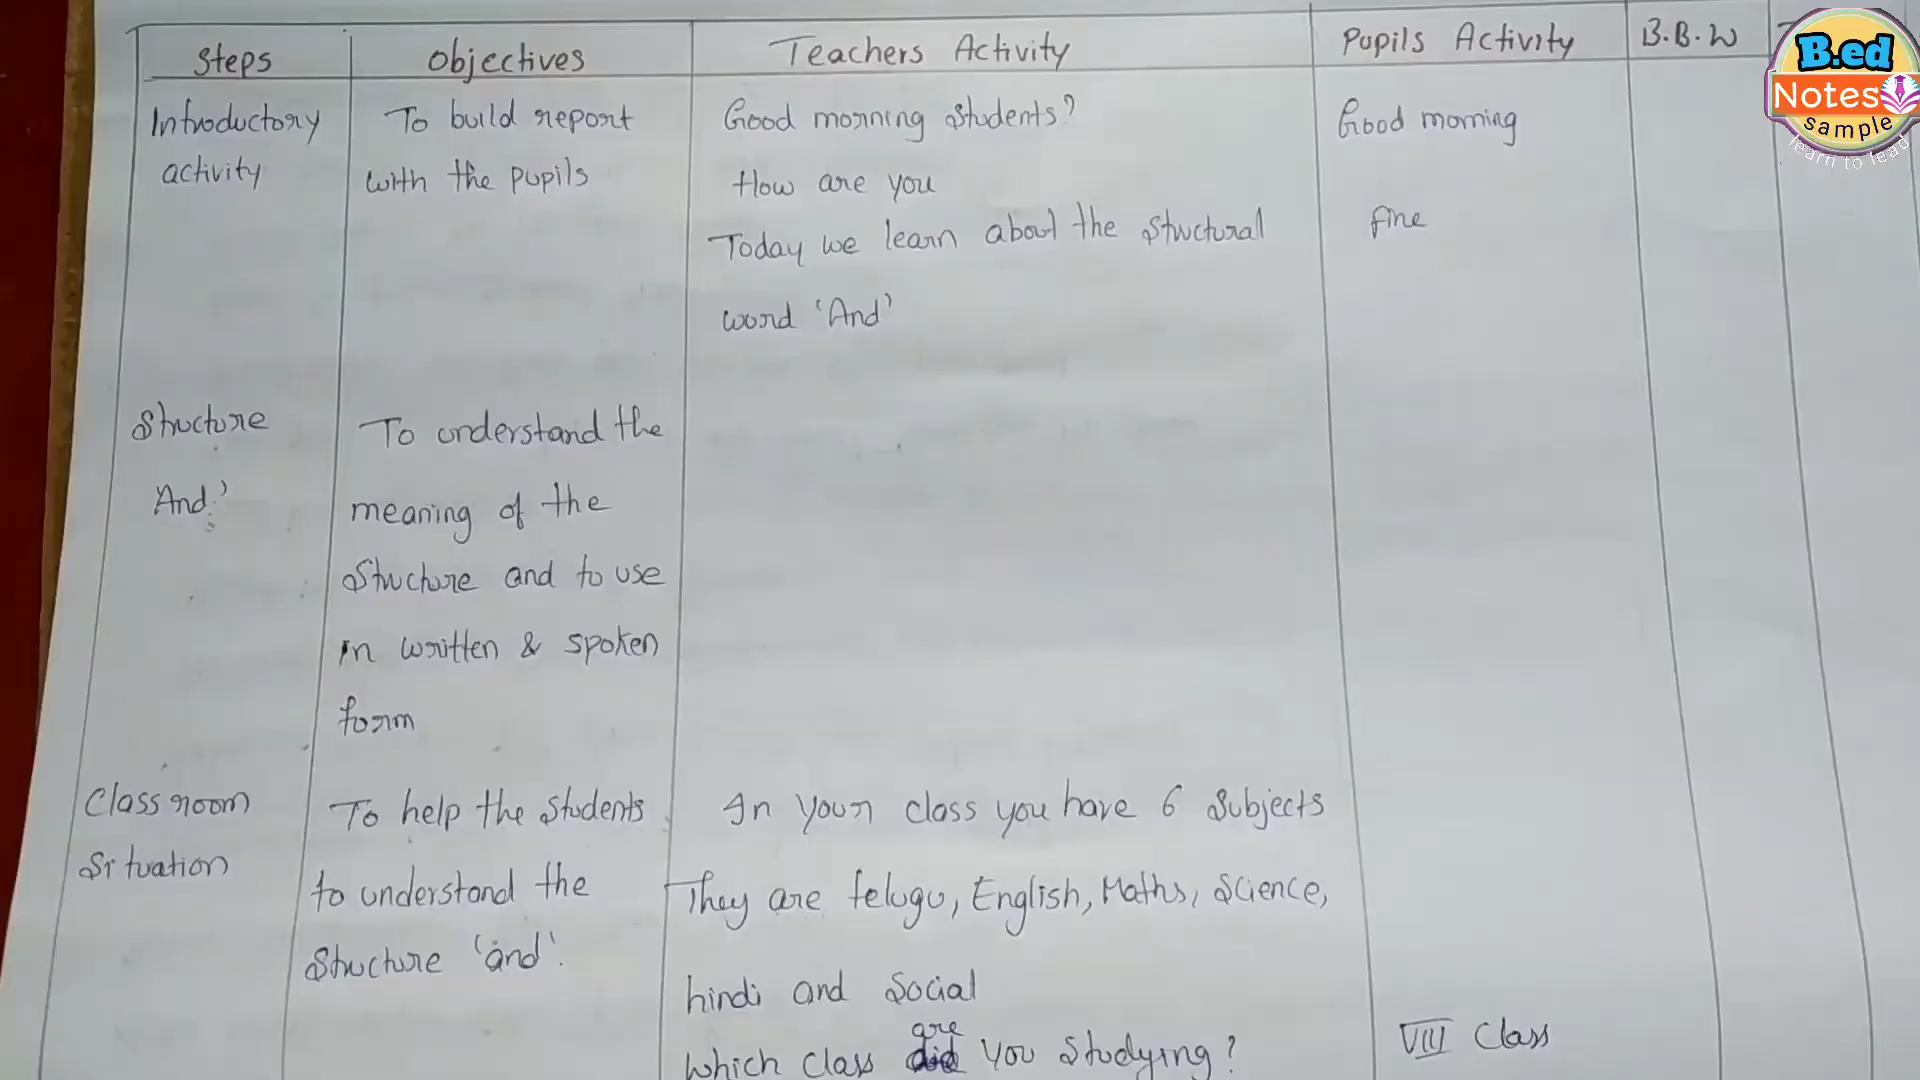 Steps
Objectives
Teachers Activity
Pupils Activity
B.B.W
Introductory
activity
To build report
with the pupils
Good morning students?
How are you
Today we learn about the structural
word 'And'
Good morning
fine
Structure
'And'
To understand the
meaning of the
Structure and to use
in written & spoken
form
Class room
Situation
To help the students
to understand the
Structure 'and'.
In your class you have 6 subjects
They are telugu, English, Maths, Science,
hindi and Social
are
Which class did you studying?
VIII Class
B.ed
Notes
sample
learn to lead